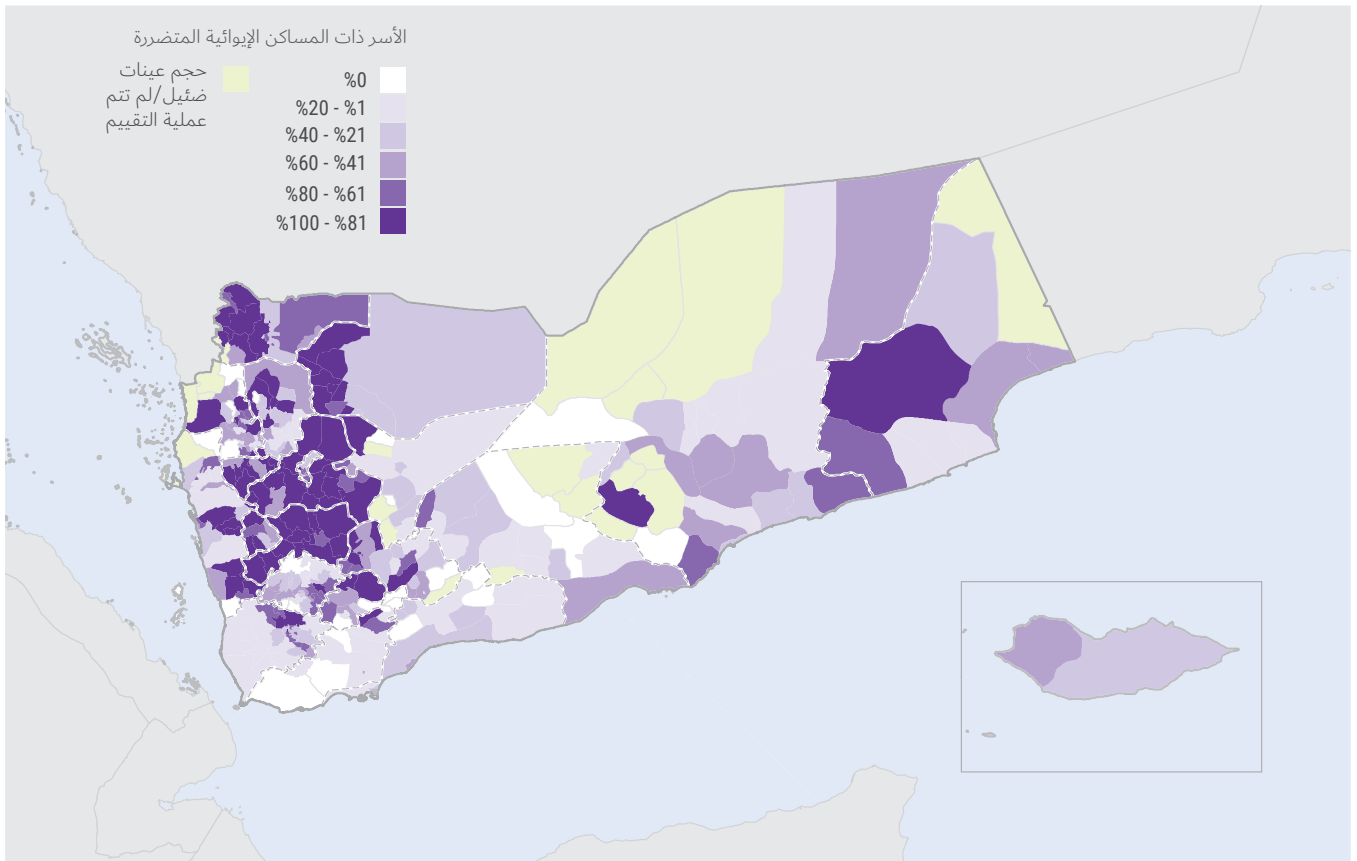 الأسر ذات المساكن الإيوائية المتضررة
%0
%20 - %1
%40 - %21
%60 - %41
%80 - %61
%100 - %81
حجم عينات
ضئيل/لم تتم
عملية التقييم